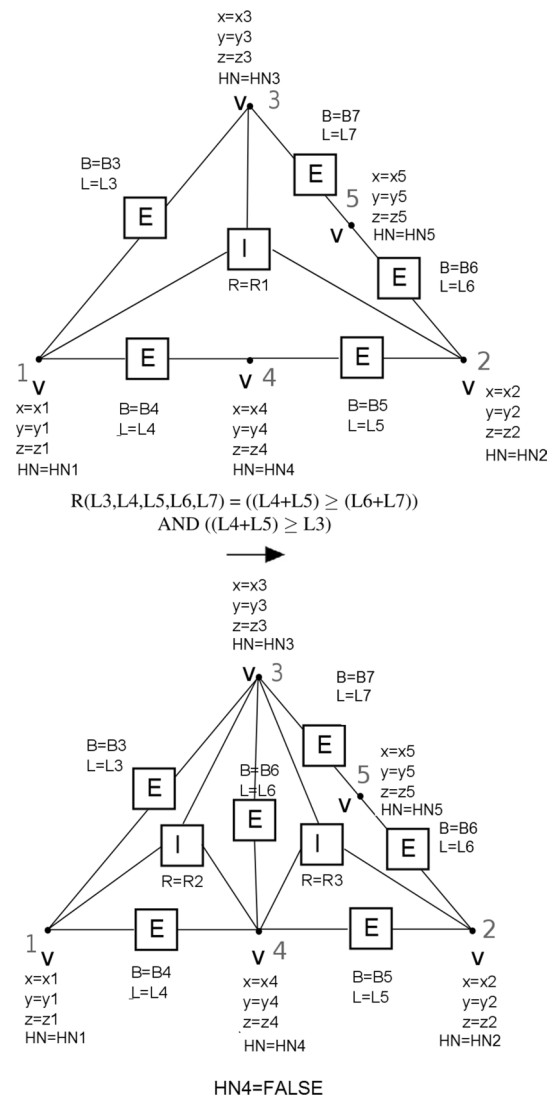 x=x3
y=y3
z=z3
HN=HN3
v 3
B=B7
L=L7
B=B3
L=L3
E
E
x=x5
y=y5
z=z5
HN=HN5
5
v
I
R=R1
E
B=B6
L=L6
1
v
E
4
v
E
2
v
x=x1
y=y1
z=z1
HN=HN1
B=B4
L=L4
x=x4
y=y4
z=z4
HN=HN4
B=B5
L=L5
x=x2
y=y2
z=z2
HN=HN2
R(L3,L4,L5,L6,L7) = ((L4+L5) ≥ (L6+L7))
AND ((L4+L5) ≥ L3)
x=x3
y=y3
z=z3
HN=HN3
v 3
B=B7
L=L7
B=B3
L=L3
E
E
x=x5
y=y5
z=z5
HN=HN5
5
v
B=B6
L=L6
E
I
R=R2
I
R=R3
E
B=B6
L=L6
1
v
E
v 4
E
2
v
x=x1
y=y1
z=z1
HN=HN1
B=B4
L=L4
x=x4
y=y4
z=z4
HN=HN4
B=B5
L=L5
x=x2
y=y2
z=z2
HN=HN2
HN4=FALSE